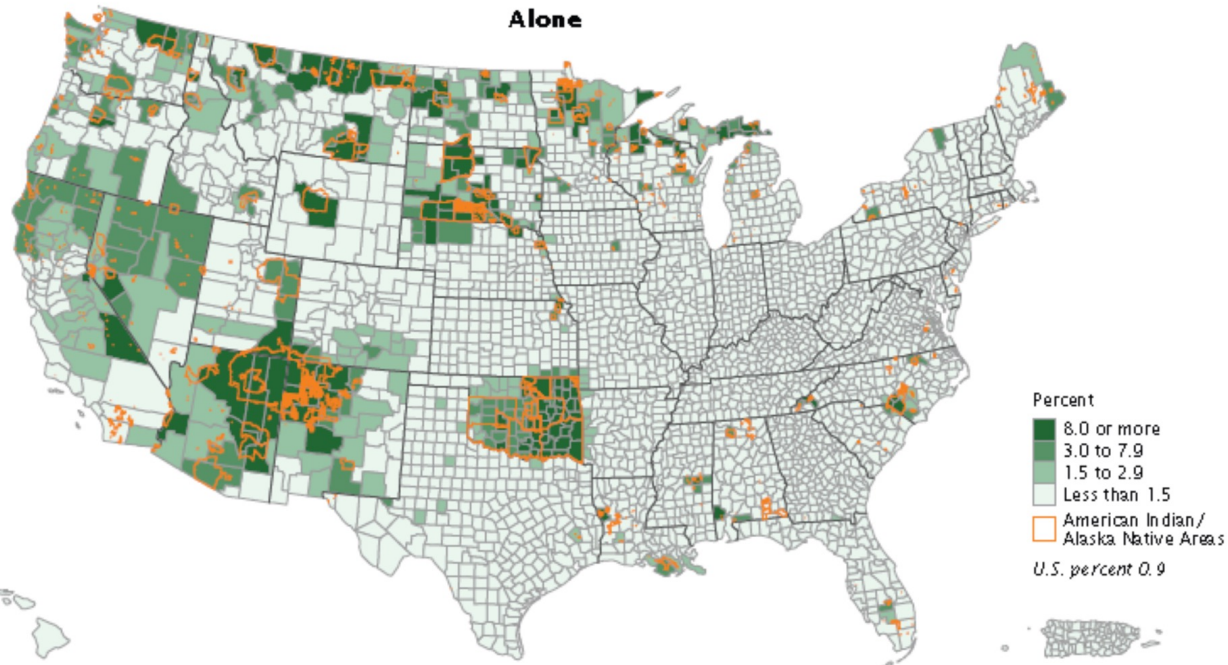 Alone
Percent
8.0 or more
3.0 to 7.9
1.5 to 2.9
Less than 1.5
American Indian/
Alaska Native Areas
U.S. percent 0.9